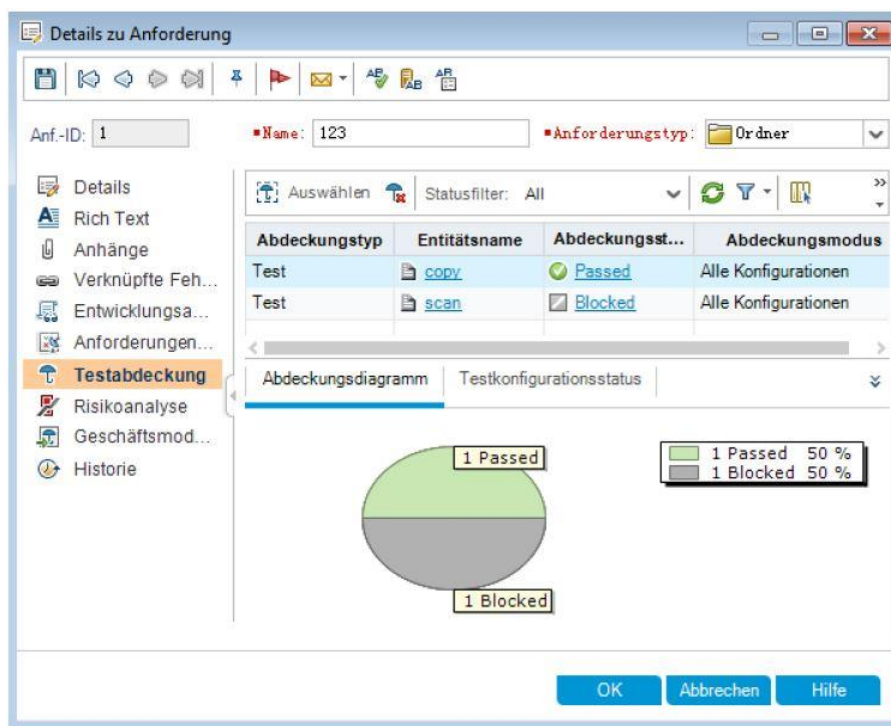 Details zu Anforderung
Anf.-ID: 1 ▪Name: 123 ▪Anforderungstyp: Ordner
Details
Rich Text
Anhänge
Verknüpfte Feh...
Entwicklungsa...
Anforderungen...
Testabdeckung
Risikoanalyse
Geschäftsmod...
Historie
Auswählen Statusfilter: All
Abdeckungstyp Entitätsname Abdeckungsst... Abdeckungsmodus
Test copy Passed Alle Konfigurationen
Test scan Blocked Alle Konfigurationen
Abdeckungsdiagramm Testkonfigurationsstatus
1 Passed
1 Blocked
1 Passed 50 %
1 Blocked 50 %
OK Abbrechen Hilfe